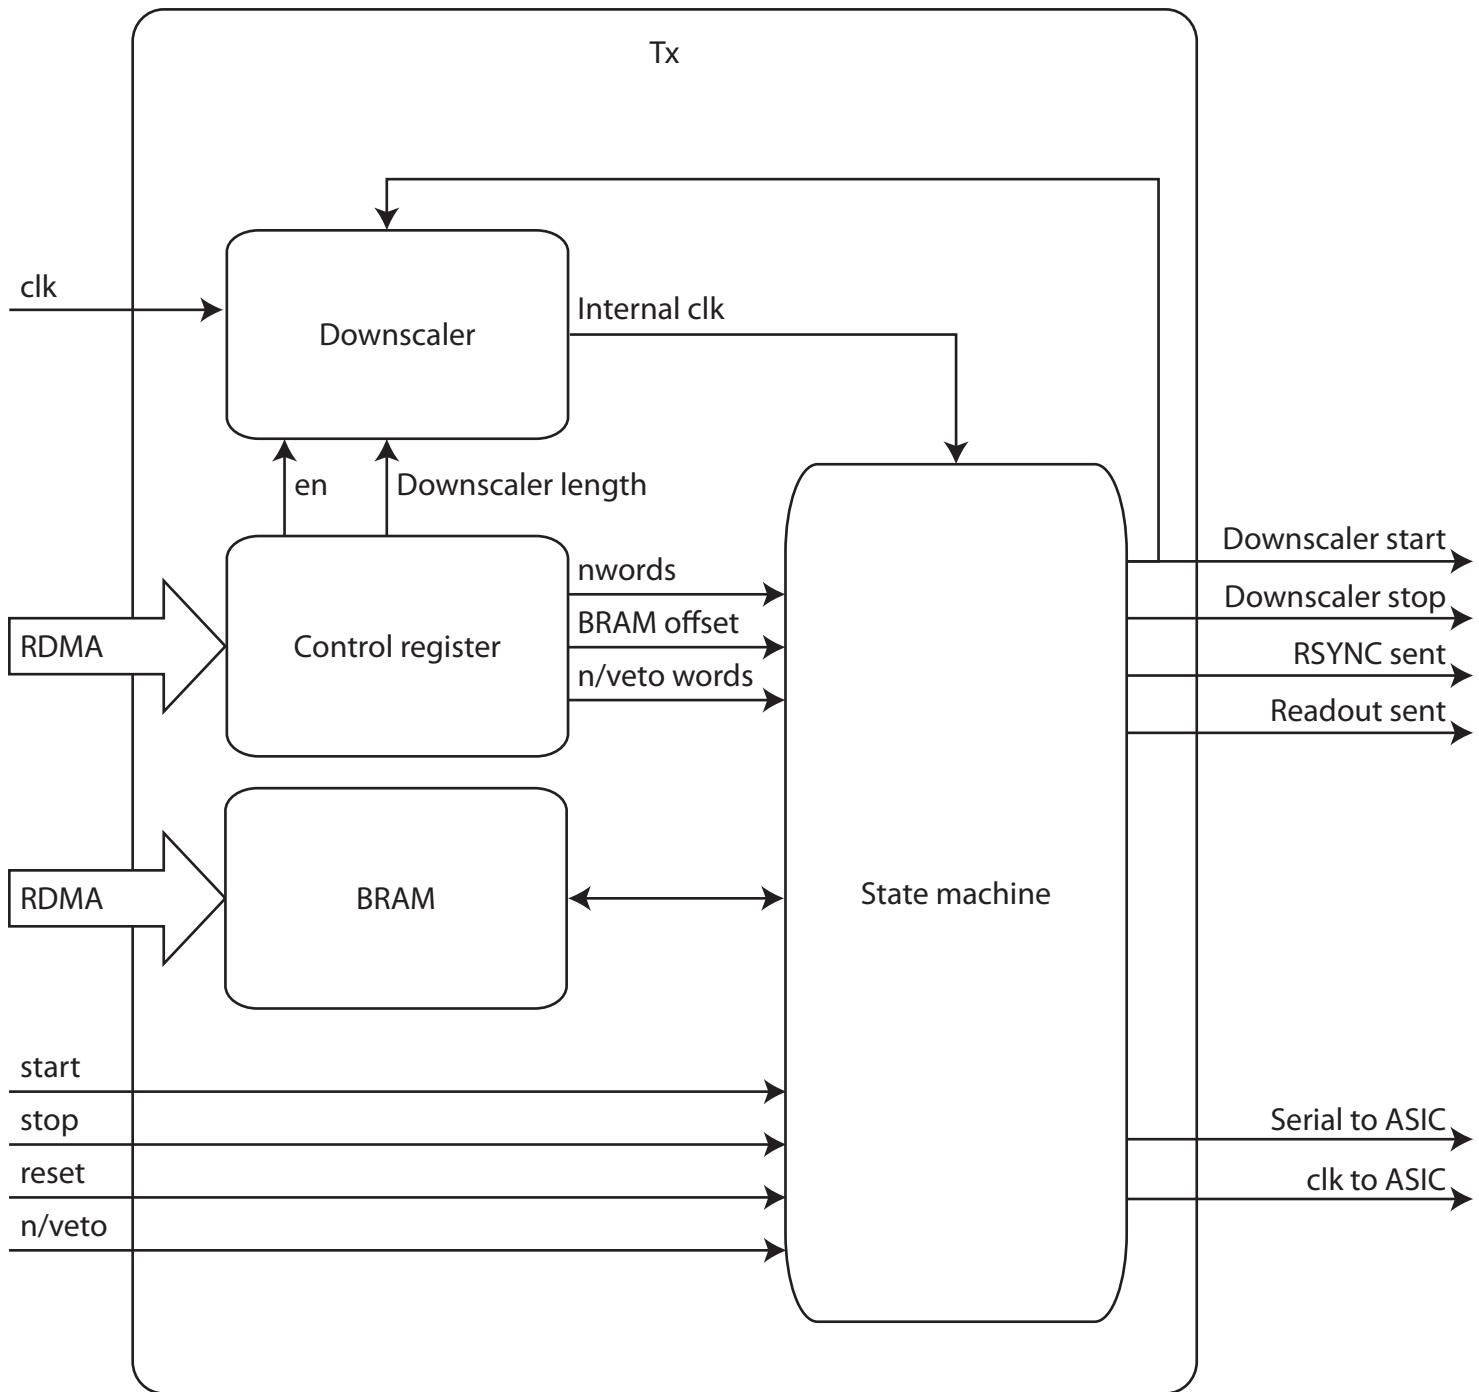 Tx
clk
Downscaler
Internal clk
en
Downscaler length
RDMA
Control register
nwords
BRAM offset
n/veto words
Downscaler start
Downscaler stop
RSYNC sent
Readout sent
RDMA
BRAM
State machine
start
stop
reset
n/veto
Serial to ASIC
clk to ASIC